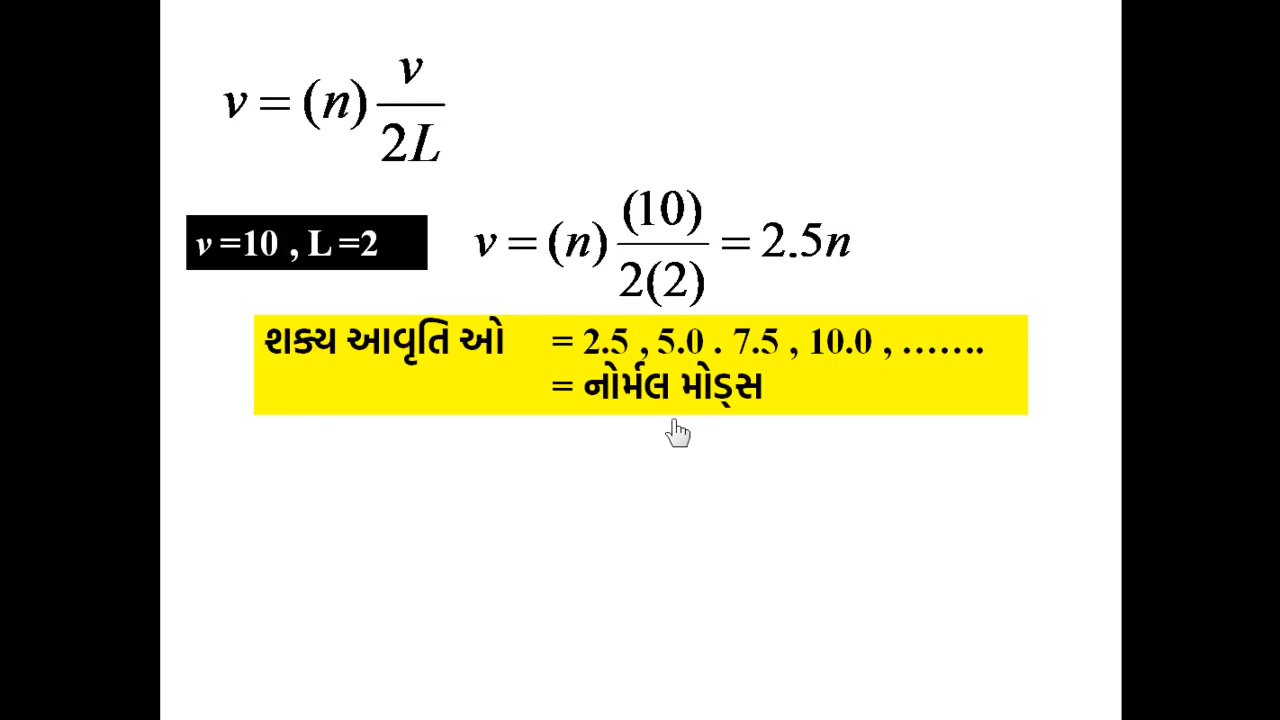 v = (n) v/2L
v =10 , L =2
v = (n) (10)/2(2) = 2.5n
શક્ય આવૃતિ ઓ = 2.5 , 5.0 . 7.5 , 10.0 , …….
= નોર્મલ મોડ્સ